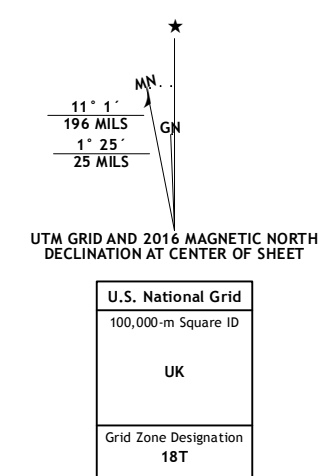 ★
MN
11° 1´
196 MILS
GN
1° 25´
25 MILS
UTM GRID AND 2016 MAGNETIC NORTH
DECLINATION AT CENTER OF SHEET
U.S. National Grid
100,000-m Square ID
UK
Grid Zone Designation
18T